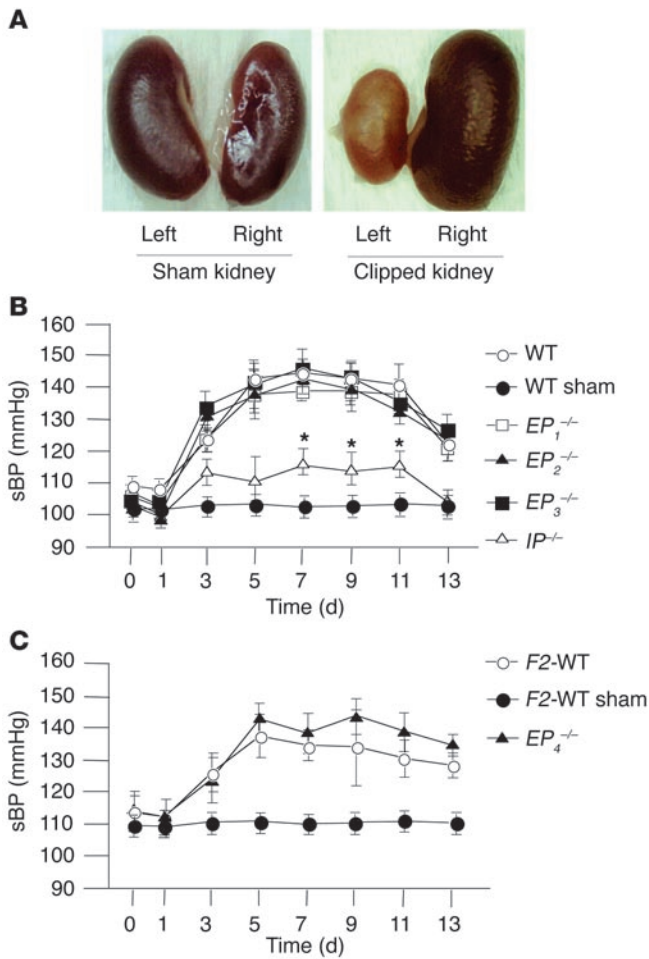 A
Left Right Left Right
Sham kidney Clipped kidney
B
160
150
140
130
120
110
100
90
sBP (mmHg)
0 1 3 5 7 9 11 13
Time (d)
* * *
WT
WT sham
EP₁⁻/⁻
EP₂⁻/⁻
EP₃⁻/⁻
IP⁻/⁻
C
160
150
140
130
120
110
100
90
sBP (mmHg)
0 1 3 5 7 9 11 13
Time (d)
F2-WT
F2-WT sham
EP₄⁻/⁻